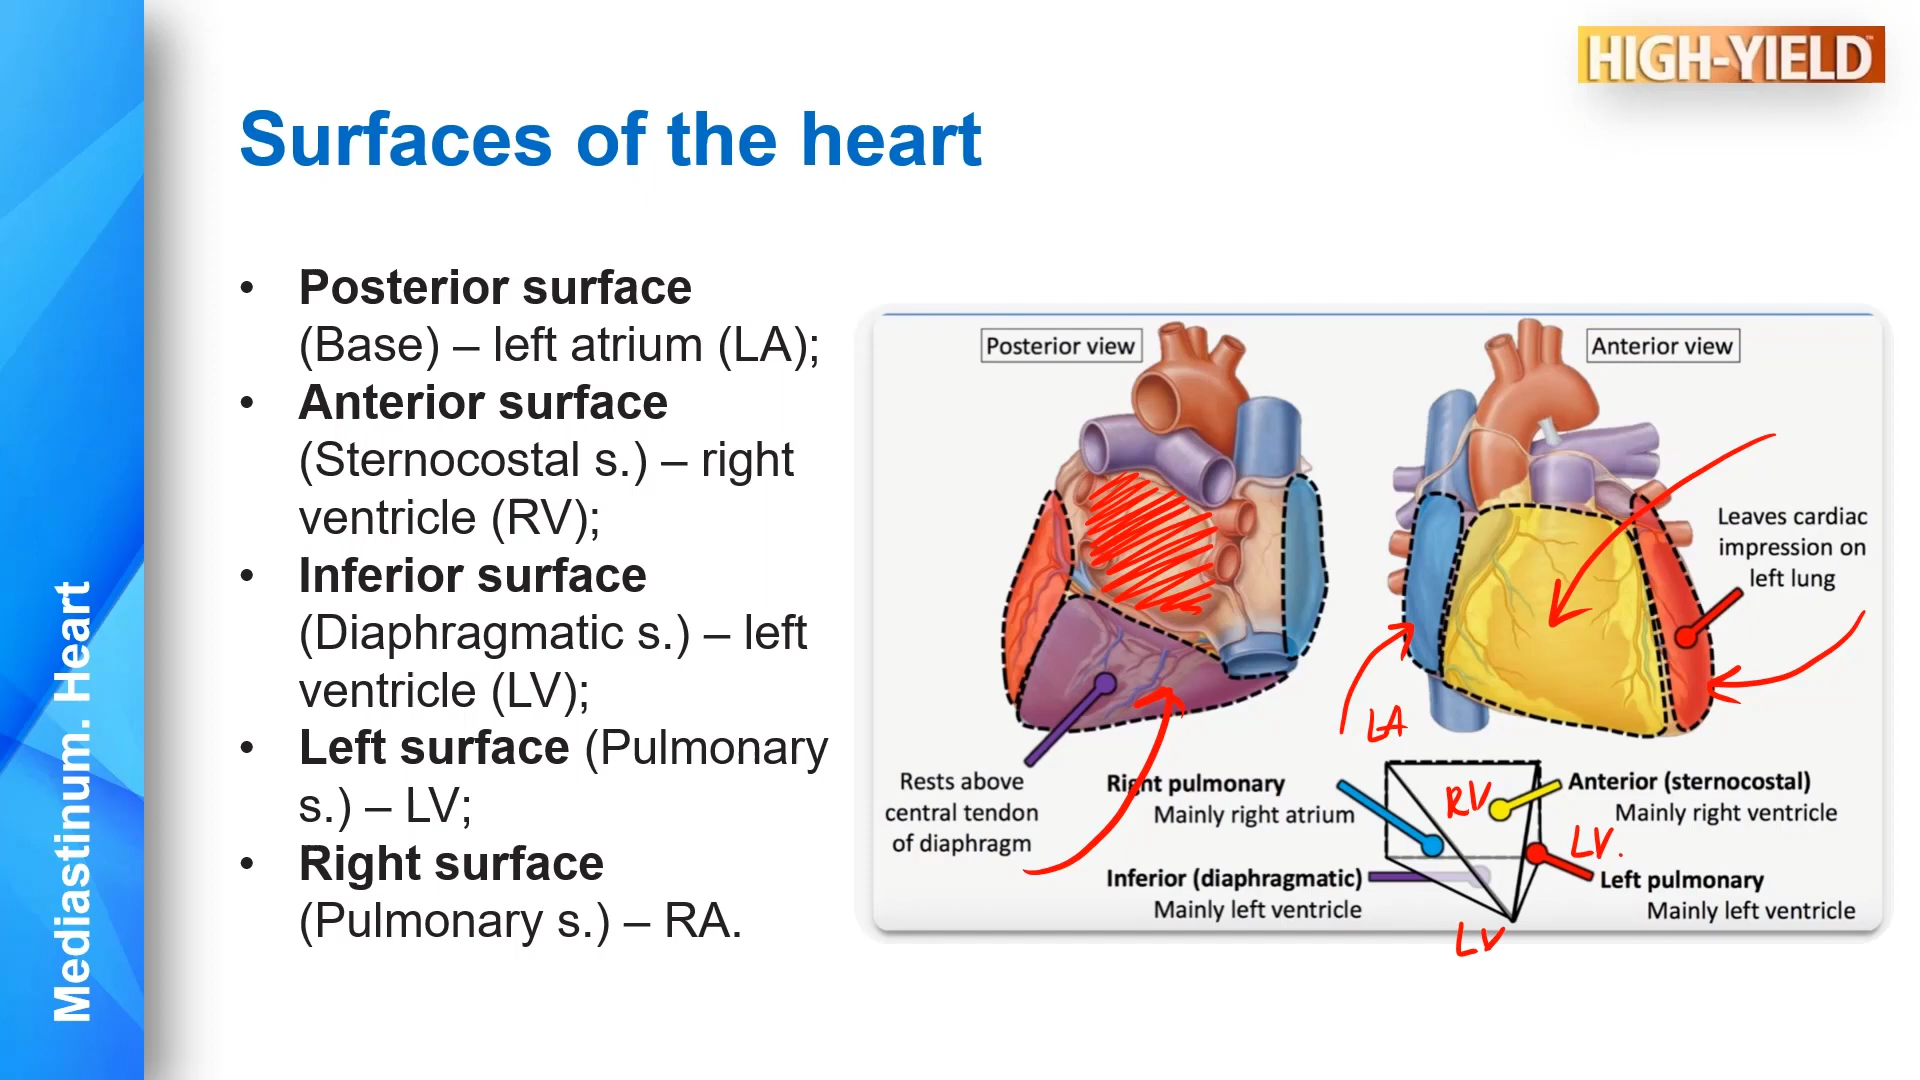 HIGH-YIELD™
Surfaces of the heart
• Posterior surface
(Base) – left atrium (LA);
• Anterior surface
(Sternocostal s.) – right
ventricle (RV);
• Inferior surface
(Diaphragmatic s.) – left
ventricle (LV);
• Left surface (Pulmonary
s.) – LV;
• Right surface
(Pulmonary s.) – RA.
Mediastinum. Heart
Posterior view
Anterior view
Leaves cardiac
impression on
left lung
LA
Rests above
central tendon
of diaphragm
Right pulmonary
Mainly right atrium
RV
Anterior (sternocostal)
Mainly right ventricle
LV.
Inferior (diaphragmatic)
Mainly left ventricle
Left pulmonary
Mainly left ventricle
LV